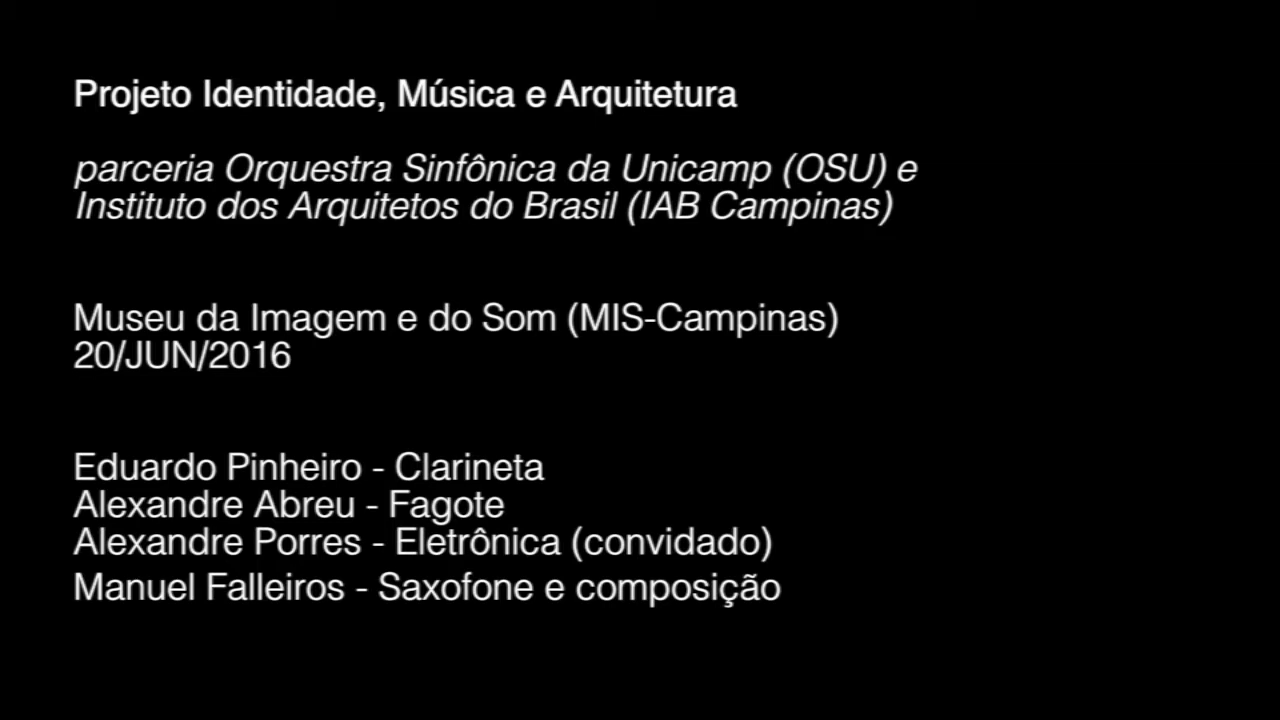 Projeto Identidade, Música e Arquitetura
parceria Orquestra Sinfônica da Unicamp (OSU) e
Instituto dos Arquitetos do Brasil (IAB Campinas)
Museu da Imagem e do Som (MIS-Campinas)
20/JUN/2016
Eduardo Pinheiro - Clarineta
Alexandre Abreu - Fagote
Alexandre Porres - Eletrônica (convidado)
Manuel Falleiros - Saxofone e composição